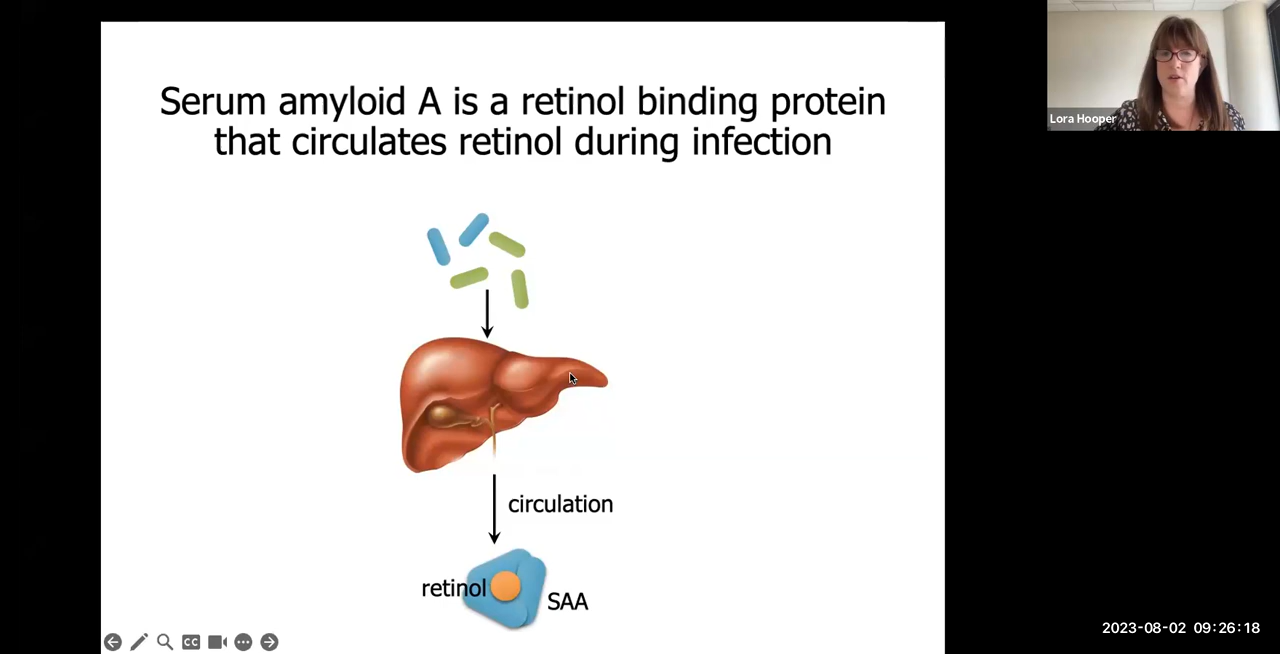 Serum amyloid A is a retinol binding protein
that circulates retinol during infection
Lora Hooper
circulation
retinol
SAA
CC
2023-08-02 09:26:18